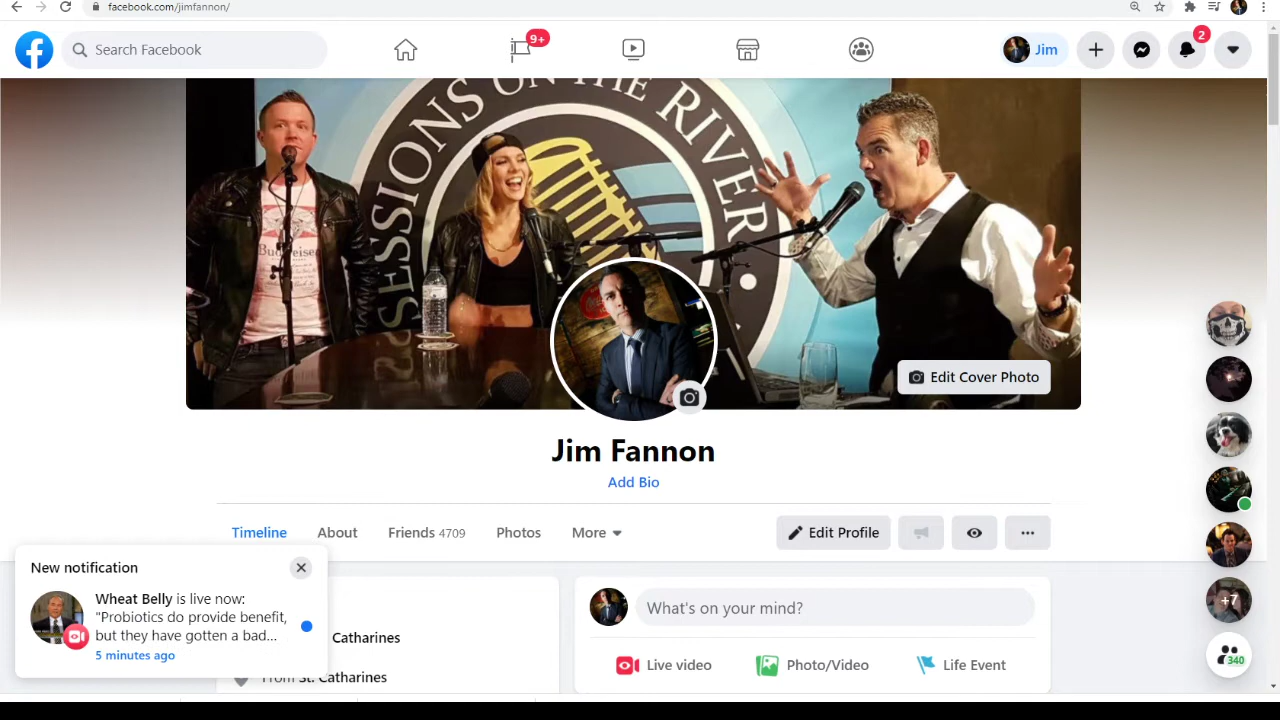 facebook.com/jimfannon/
Search Facebook
9+
Jim
2
SESSIONS ON THE RIVER
Budweiser
Edit Cover Photo
Jim Fannon
Add Bio
Timeline
About
Friends 4709
Photos
More
Edit Profile
New notification
Wheat Belly is live now:
"Probiotics do provide benefit,
but they have gotten a bad...
5 minutes ago
What's on your mind?
Catharines
From St. Catharines
Live video
Photo/Video
Life Event
+7
340